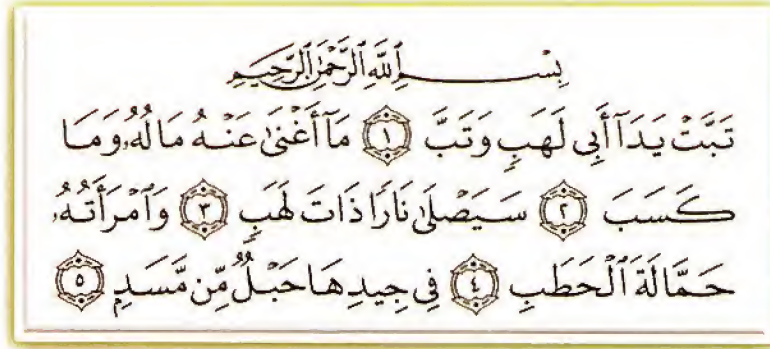 بِسْمِ ٱللَّهِ ٱلرَّحْمَٰنِ ٱلرَّحِيمِ
تَبَّتْ يَدَآ أَبِى لَهَبٍ وَتَبَّ ١ مَآ أَغْنَىٰ عَنْهُ مَالُهُۥ وَمَا
كَسَبَ ٢ سَيَصْلَىٰ نَارًا ذَاتَ لَهَبٍ ٣ وَٱمْرَأَتُهُۥ
حَمَّالَةَ ٱلْحَطَبِ ٤ فِى جِيدِهَا حَبْلٌ مِّن مَّسَدٍۭ ٥